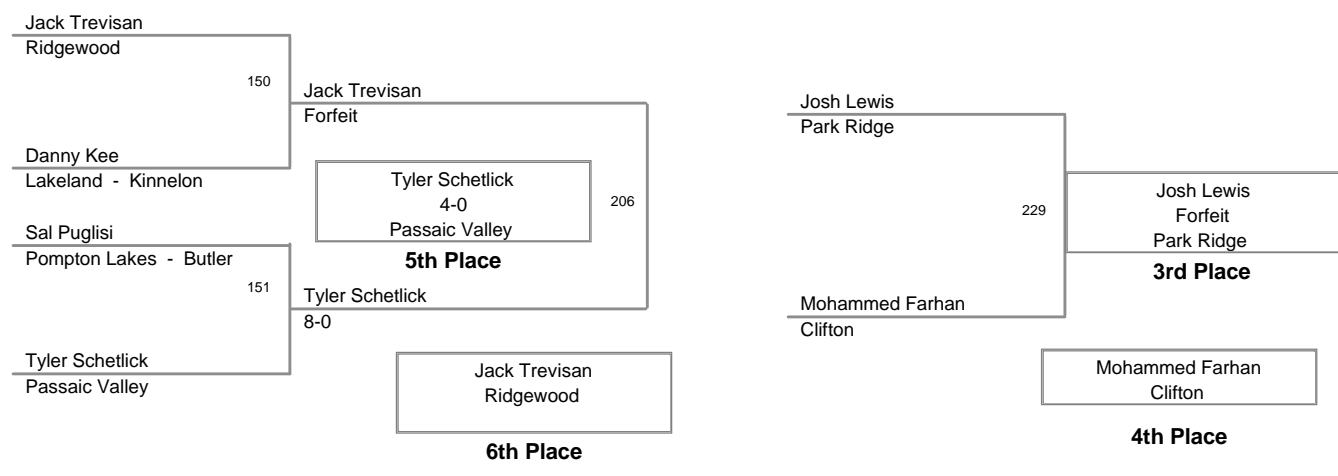 Jack Trevisan
Ridgewood
150
Jack Trevisan
Forfeit
Danny Kee
Lakeland - Kinnelon
Tyler Schetlick
4-0
Passaic Valley
5th Place
206
Sal Puglisi
Pompton Lakes - Butler
151
Tyler Schetlick
8-0
Tyler Schetlick
Passaic Valley
Jack Trevisan
Ridgewood
6th Place
Josh Lewis
Park Ridge
229
Josh Lewis
Forfeit
Park Ridge
3rd Place
Mohammed Farhan
Clifton
Mohammed Farhan
Clifton
4th Place